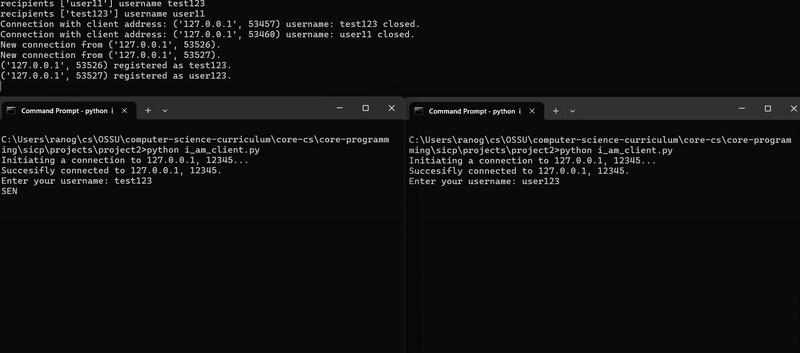 recipients ['user11'] username test123
recipients ['test123'] username user11
Connection with client address: ('127.0.0.1', 53457) username: test123 closed.
Connection with client address: ('127.0.0.1', 53460) username: user11 closed.
New connection from ('127.0.0.1', 53526).
New connection from ('127.0.0.1', 53527).
('127.0.0.1', 53526) registered as test123.
('127.0.0.1', 53527) registered as user123.
Command Prompt - python i
C:\Users\ranog\cs\OSSU\computer-science-curriculum\core-cs\core-programm
ing\sicp\projects\project2>python i_am_client.py
Initiating a connection to 127.0.0.1, 12345...
Succesifly connected to 127.0.0.1, 12345.
Enter your username: test123
SEN
Command Prompt - python i
C:\Users\ranog\cs\OSSU\computer-science-curriculum\core-cs\core-progra
mming\sicp\projects\project2>python i_am_client.py
Initiating a connection to 127.0.0.1, 12345...
Succesifly connected to 127.0.0.1, 12345.
Enter your username: user123